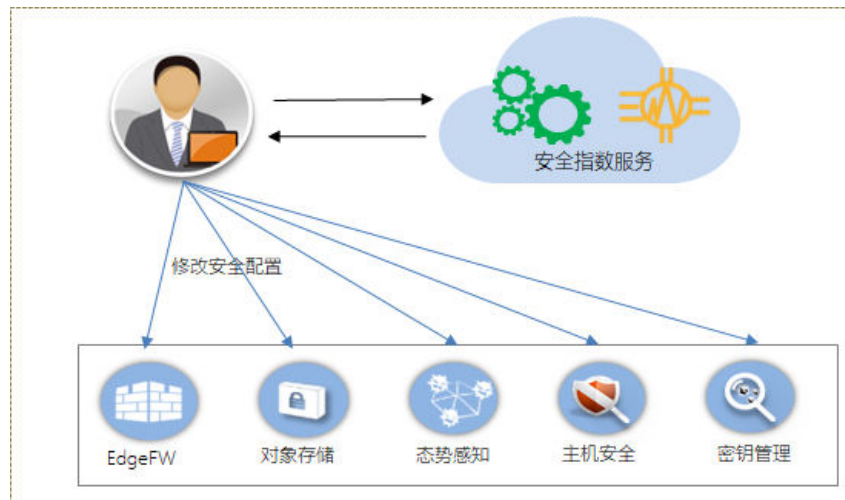 安全指数服务
修改安全配置
EdgeFW
对象存储
态势感知
主机安全
密钥管理